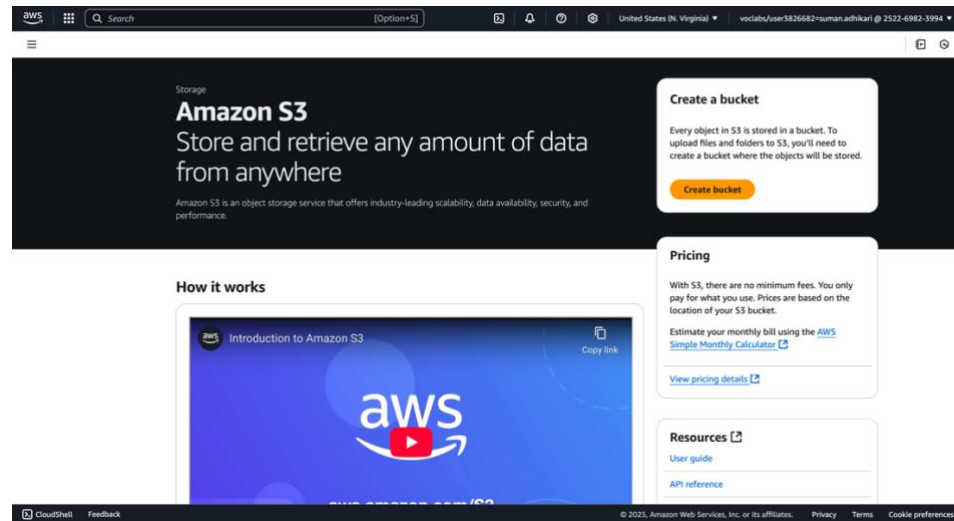 aws
Search
[Option+S]
United States (N. Virginia) ▼
voclabs/user3826682=suman.adhikari @ 2522-6982-3994 ▼
Storage
Amazon S3
Store and retrieve any amount of data
from anywhere
Amazon S3 is an object storage service that offers industry-leading scalability, data availability, security, and
performance.
Create a bucket
Every object in S3 is stored in a bucket. To
upload files and folders to S3, you'll need to
create a bucket where the objects will be stored.
Create bucket
Pricing
With S3, there are no minimum fees. You only
pay for what you use. Prices are based on the
location of your S3 bucket.
Estimate your monthly bill using the AWS
Simple Monthly Calculator
View pricing details
How it works
aws
Introduction to Amazon S3
Copy link
aws
aws.amazon.com/S3
Resources
User guide
API reference
CloudShell
Feedback
© 2025, Amazon Web Services, Inc. or its affiliates.
Privacy
Terms
Cookie preferences